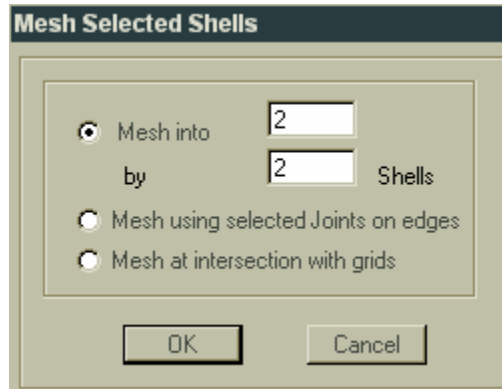 Mesh Selected Shells
Mesh into 2
by 2 Shells
Mesh using selected Joints on edges
Mesh at intersection with grids
OK Cancel